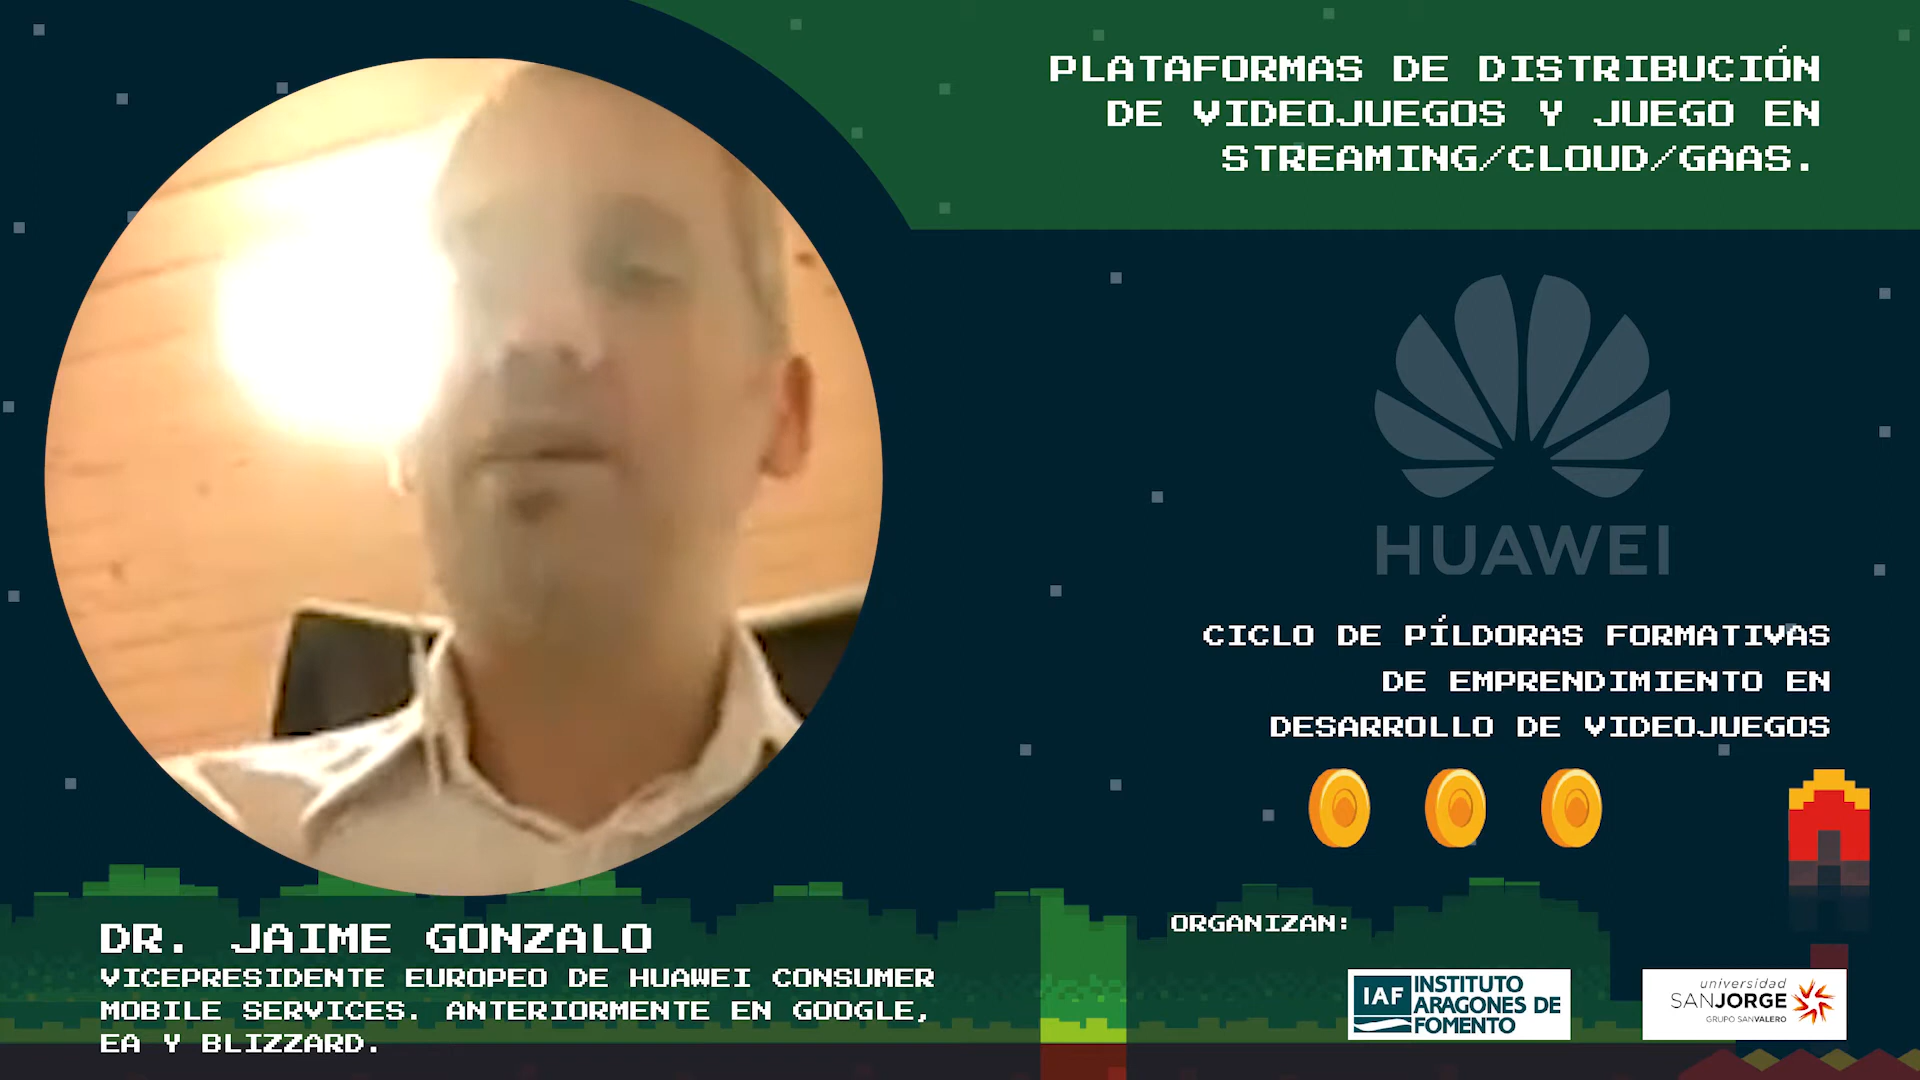 PLATAFORMAS DE DISTRIBUCIÓN
DE VIDEOJUEGOS Y JUEGO EN
STREAMING/CLOUD/GAAS.
HUAWEI
CICLO DE PÍLDORAS FORMATIVAS
DE EMPRENDIMIENTO EN
DESARROLLO DE VIDEOJUEGOS
DR. JAIME GONZALO
VICEPRESIDENTE EUROPEO DE HUAWEI CONSUMER
MOBILE SERVICES. ANTERIORMENTE EN GOOGLE,
EA Y BLIZZARD.
ORGANIZAN:
IAF
INSTITUTO
ARAGONES DE
FOMENTO
universidad
SANJORGE
GRUPO SANVALERO